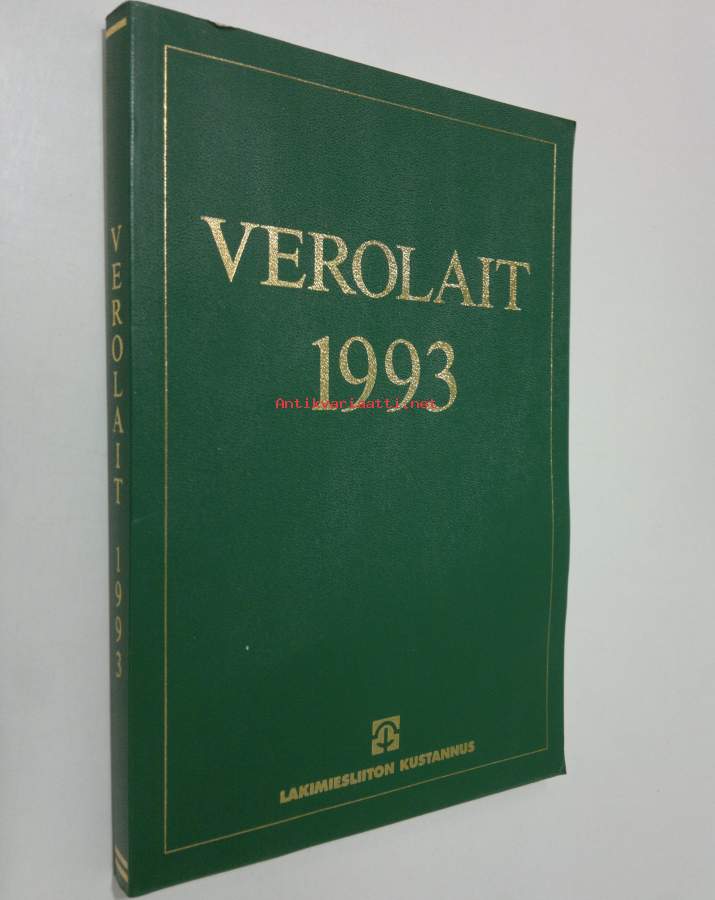 VEROLAIT
1993
Antikvariaatti.net
LAKIMIESLIITON KUSTANNUS
VEROLAIT 1993